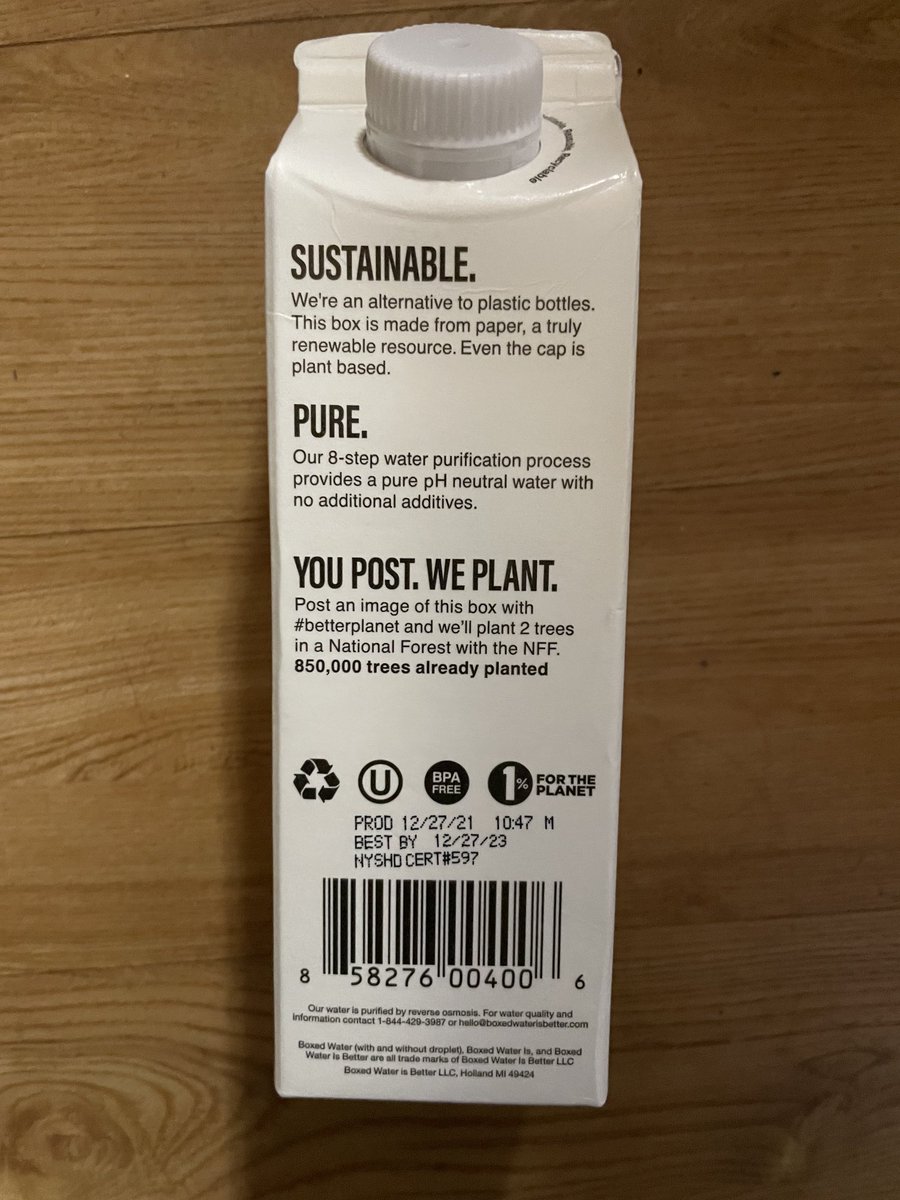 Reusable, Recyclable
SUSTAINABLE.
We're an alternative to plastic bottles.
This box is made from paper, a truly
renewable resource. Even the cap is
plant based.
PURE.
Our 8-step water purification process
provides a pure pH neutral water with
no additional additives.
YOU POST. WE PLANT.
Post an image of this box with
#betterplanet and we'll plant 2 trees
in a National Forest with the NFF.
850,000 trees already planted
U
BPA
FREE
1%
FOR THE
PLANET
PROD 12/27/21 10:47 M
BEST BY 12/27/23
NYSHD CERT#597
8 58276 00400 6
Our water is purified by reverse osmosis. For water quality and
information contact 1-844-429-3987 or hello@boxedwaterisbetter.com
Boxed Water (with and without droplet), Boxed Water Is, and Boxed
Water Is Better are all trade marks of Boxed Water Is Better LLC
Boxed Water is Better LLC, Holland MI 49424